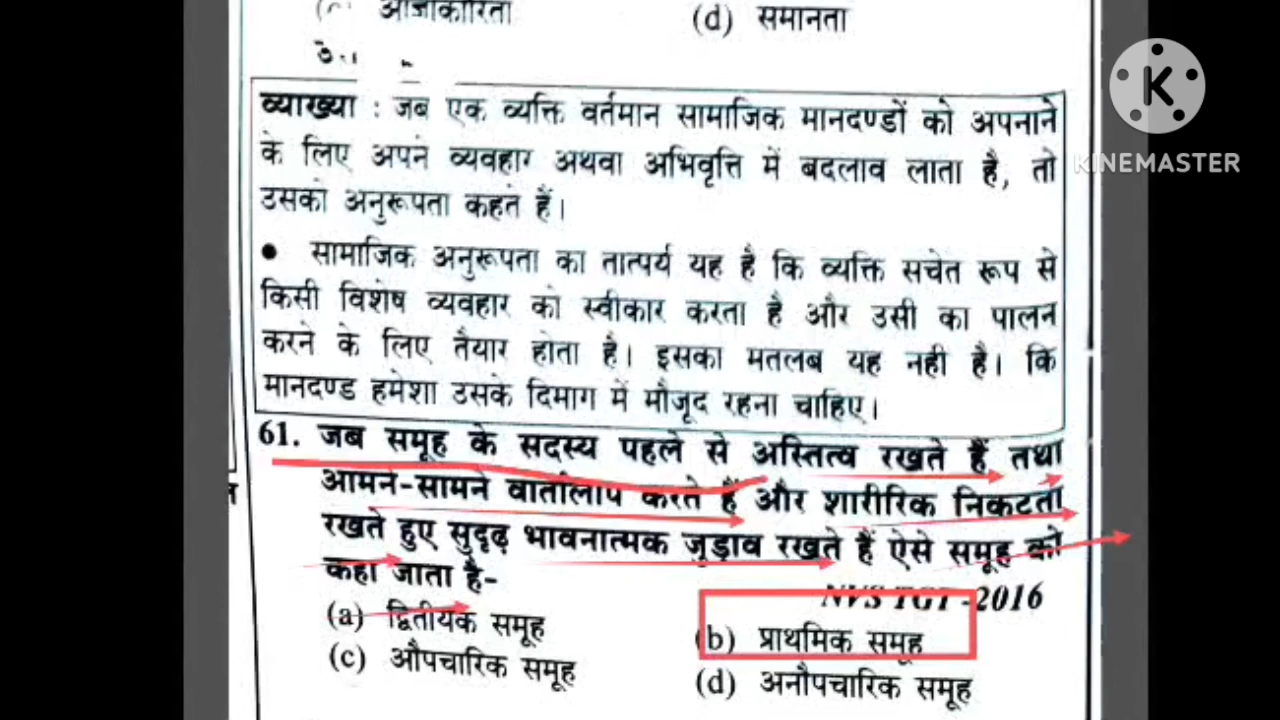 आज्ञाकारिता
(d) समानता
व्याख्या : जब एक व्यक्ति वर्तमान सामाजिक मानदण्डों को अपनाने
के लिए अपने व्यवहार अथवा अभिवृत्ति में बदलाव लाता है, तो
उसको अनुरूपता कहते हैं।
● सामाजिक अनुरूपता का तात्पर्य यह है कि व्यक्ति सचेत रूप से
किसी विशेष व्यवहार को स्वीकार करता है और उसी का पालन
करने के लिए तैयार होता है। इसका मतलब यह नही है। कि
मानदण्ड हमेशा उसके दिमाग में मौजूद रहना चाहिए।
61. जब समूह के सदस्य पहले से अस्तित्व रखते हैं तथा
आमने-सामने वार्तालाप करते हैं और शारीरिक निकटता
रखते हुए सुदृढ़ भावनात्मक जुड़ाव रखते हैं ऐसे समूह को
कहा जाता है-
NVS TGT -2016
(a) द्वितीयक समूह
(b) प्राथमिक समूह
(c) औपचारिक समूह
(d) अनौपचारिक समूह
K
KINEMASTER